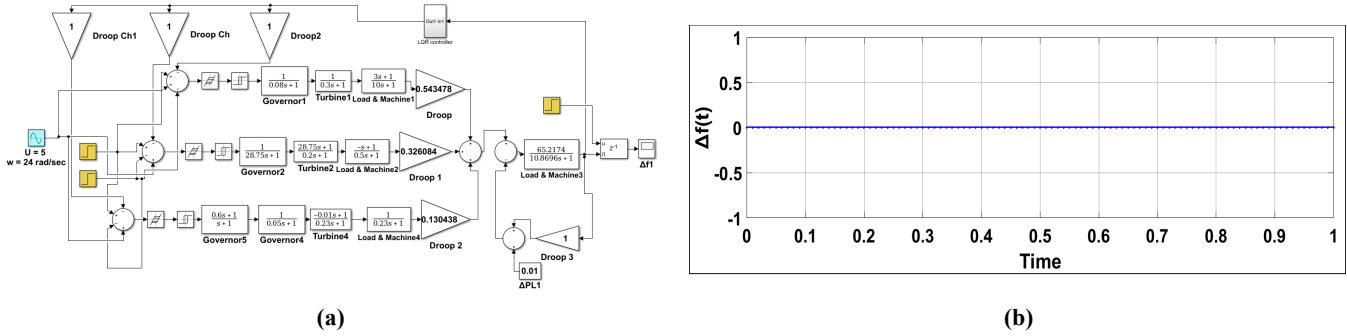 1
Droop Ch1
1
Droop Ch
1
Droop2
Out1 In1
LQR controller
1
0.08s + 1
Governor1
1
0.3s + 1
Turbine1
3s + 1
10s + 1
Load & Machine1
0.543478
Droop
U = 5
w = 24 rad/sec
1
28.75s + 1
Governor2
28.75s + 1
0.2s + 1
Turbine2
-s + 1
0.5s + 1
Load & Machine2
0.326084
Droop 1
65.2174
10.8696s + 1
Load & Machine3
Z-1
Δf1
0.6s + 1
s + 1
Governor5
1
0.05s + 1
Governor4
-0.01s + 1
0.23s + 1
Turbine4
1
0.23s + 1
Load & Machine4
0.130438
Droop 2
1
Droop 3
0.01
ΔPL1
(a)
1
0.5
0
-0.5
-1
Δf(t)
0 0.1 0.2 0.3 0.4 0.5 0.6 0.7 0.8 0.9 1
Time
(b)